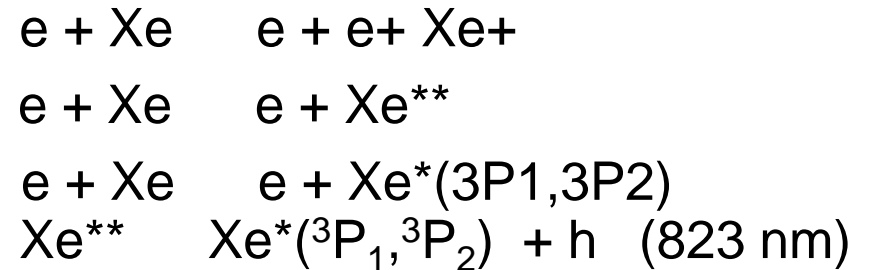 e + Xe e + e+ Xe+
e + Xe e + Xe**
e + Xe e + Xe*(3P1,3P2)
Xe** Xe*(³P₁,³P₂) + h (823 nm)